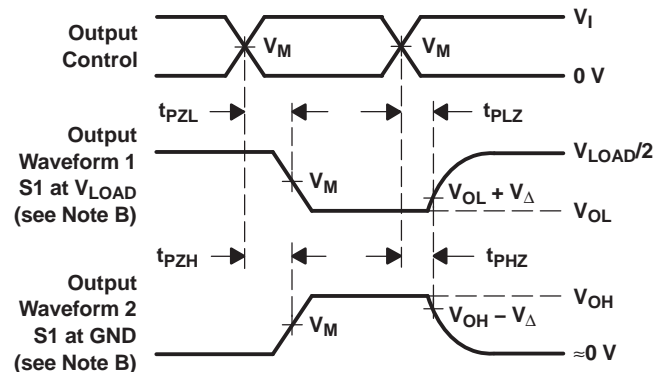 Output
Control
V_M
V_M
V_I
0 V
t_PZL
t_PLZ
Output
Waveform 1
S1 at V_LOAD
(see Note B)
V_M
V_LOAD/2
V_OL + V_Δ
V_OL
t_PZH
t_PHZ
Output
Waveform 2
S1 at GND
(see Note B)
V_M
V_OH
V_OH − V_Δ
≈0 V